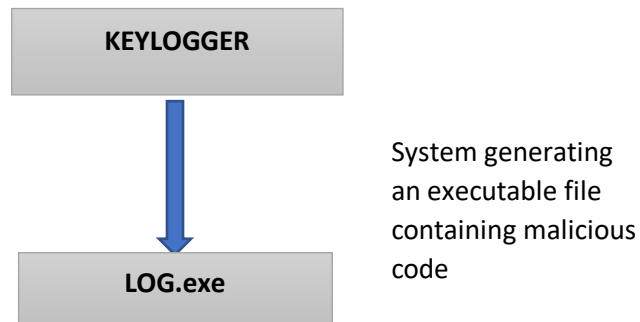 KEYLOGGER
System generating
an executable file
containing malicious
code
LOG.exe